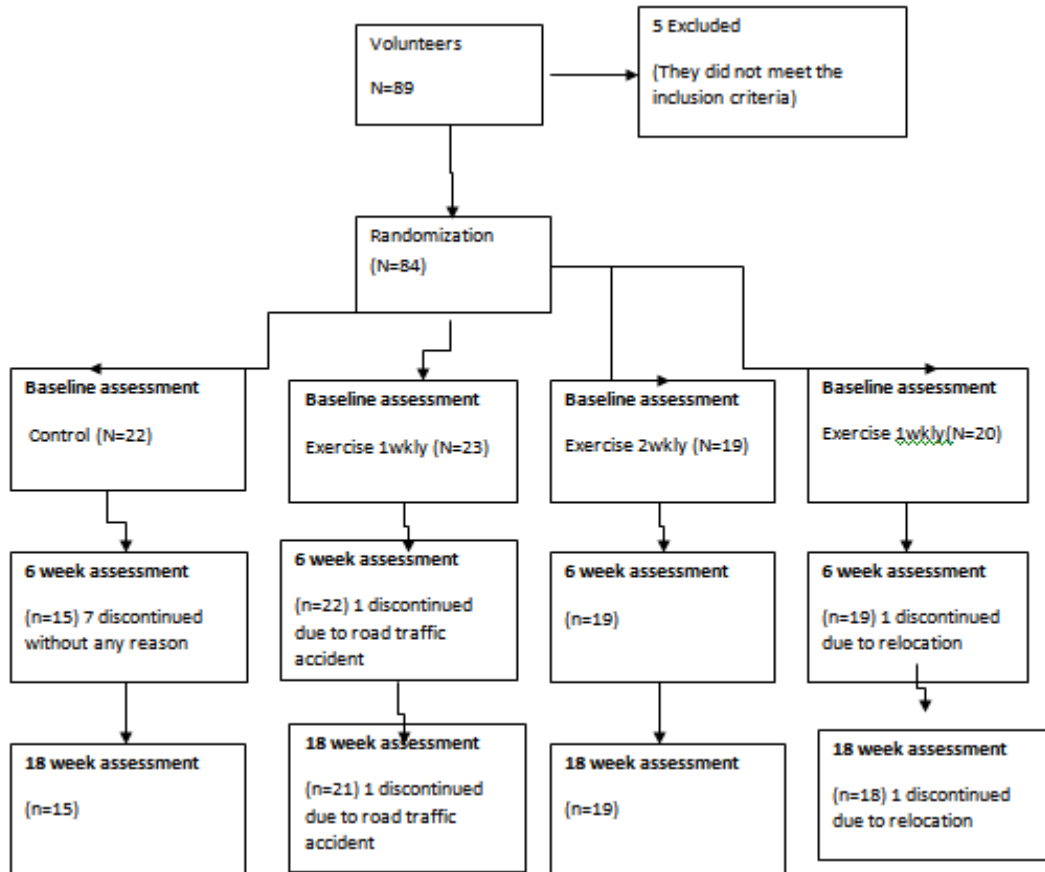 Volunteers
N=89
5 Excluded
(They did not meet the
inclusion criteria)
Randomization
(N=84)
Baseline assessment
Control (N=22)
Baseline assessment
Exercise 1wkly (N=23)
Baseline assessment
Exercise 2wkly (N=19)
Baseline assessment
Exercise 1wkly(N=20)
6 week assessment
(n=15) 7 discontinued
without any reason
6 week assessment
(n=22) 1 discontinued
due to road traffic
accident
6 week assessment
(n=19)
6 week assessment
(n=19) 1 discontinued
due to relocation
18 week assessment
(n=15)
18 week assessment
(n=21) 1 discontinued
due to road traffic
accident
18 week assessment
(n=19)
18 week assessment
(n=18) 1 discontinued
due to relocation